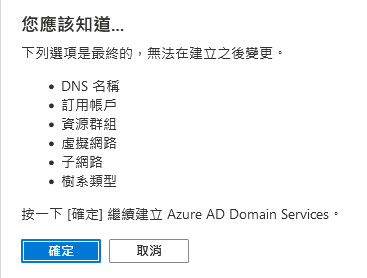 您應該知道...
下列選項是最終的，無法在建立之後變更。
• DNS 名稱
• 訂用帳戶
• 資源群組
• 虛擬網路
• 子網路
• 樹系類型
按一下 [確定] 繼續建立 Azure AD Domain Services。
確定
取消